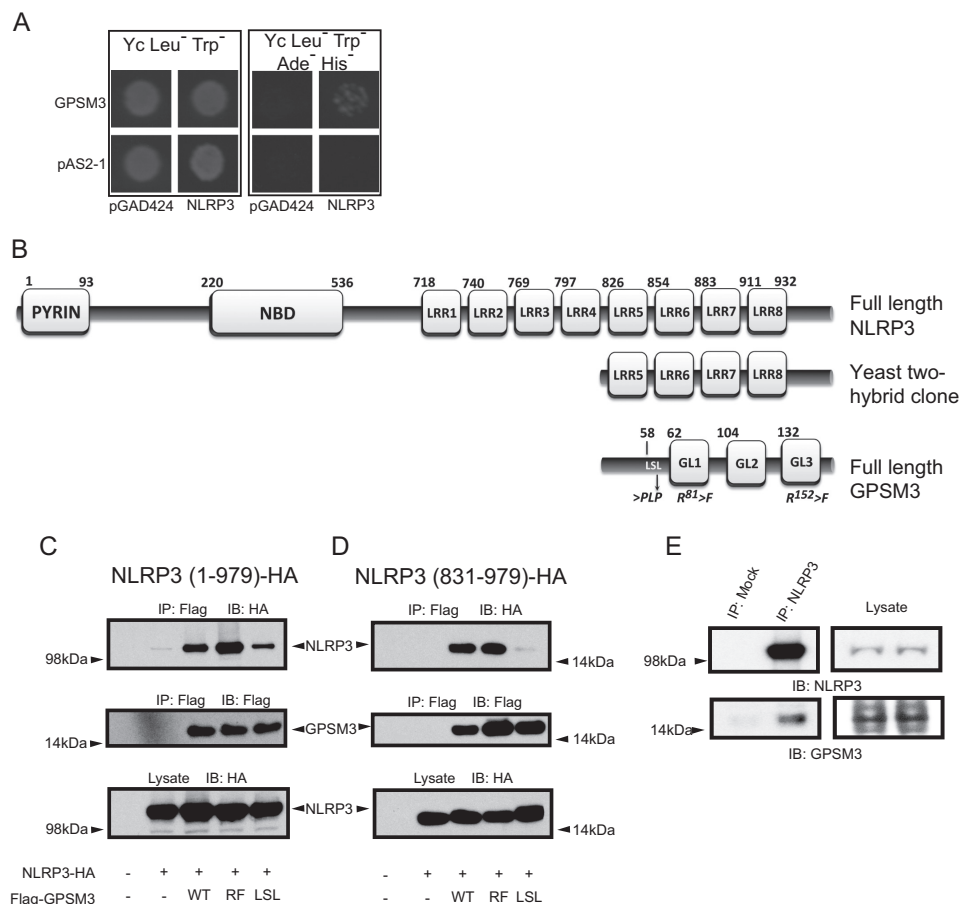 A
Yc Leu⁻ Trp⁻
Yc Leu⁻ Trp⁻
Ade⁻ His⁻
GPSM3
pAS2-1
pGAD424 NLRP3 pGAD424 NLRP3
B
1 93 220 536 718 740 769 797 826 854 883 911 932
PYRIN NBD LRR1 LRR2 LRR3 LRR4 LRR5 LRR6 LRR7 LRR8
Full length
NLRP3
LRR5 LRR6 LRR7 LRR8
Yeast two-
hybrid clone
58 62 104 132
LSL GL1 GL2 GL3
>PLP R⁸¹>F R¹⁵²>F
Full length
GPSM3
C
NLRP3 (1-979)-HA
IP: Flag IB: HA
NLRP3
98kDa
IP: Flag IB: Flag
GPSM3
14kDa
Lysate IB: HA
NLRP3
98kDa
NLRP3-HA - + + + +
Flag-GPSM3 - - WT RF LSL
D
NLRP3 (831-979)-HA
IP: Flag IB: HA
14kDa
IP: Flag IB: Flag
14kDa
Lysate IB: HA
14kDa
- + + + +
- - WT RF LSL
E
IP: Mock
IP: NLRP3
Lysate
98kDa
IB: NLRP3
14kDa
IB: GPSM3